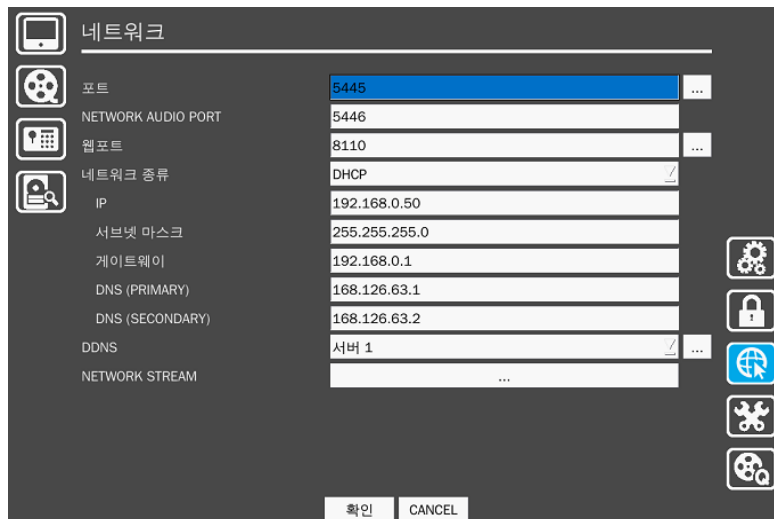 네트워크
포트 5445 ...
NETWORK AUDIO PORT 5446
웹포트 8110 ...
네트워크 종류 DHCP
IP 192.168.0.50
서브넷 마스크 255.255.255.0
게이트웨이 192.168.0.1
DNS (PRIMARY) 168.126.63.1
DNS (SECONDARY) 168.126.63.2
DDNS 서버 1 ...
NETWORK STREAM ...
확인 CANCEL